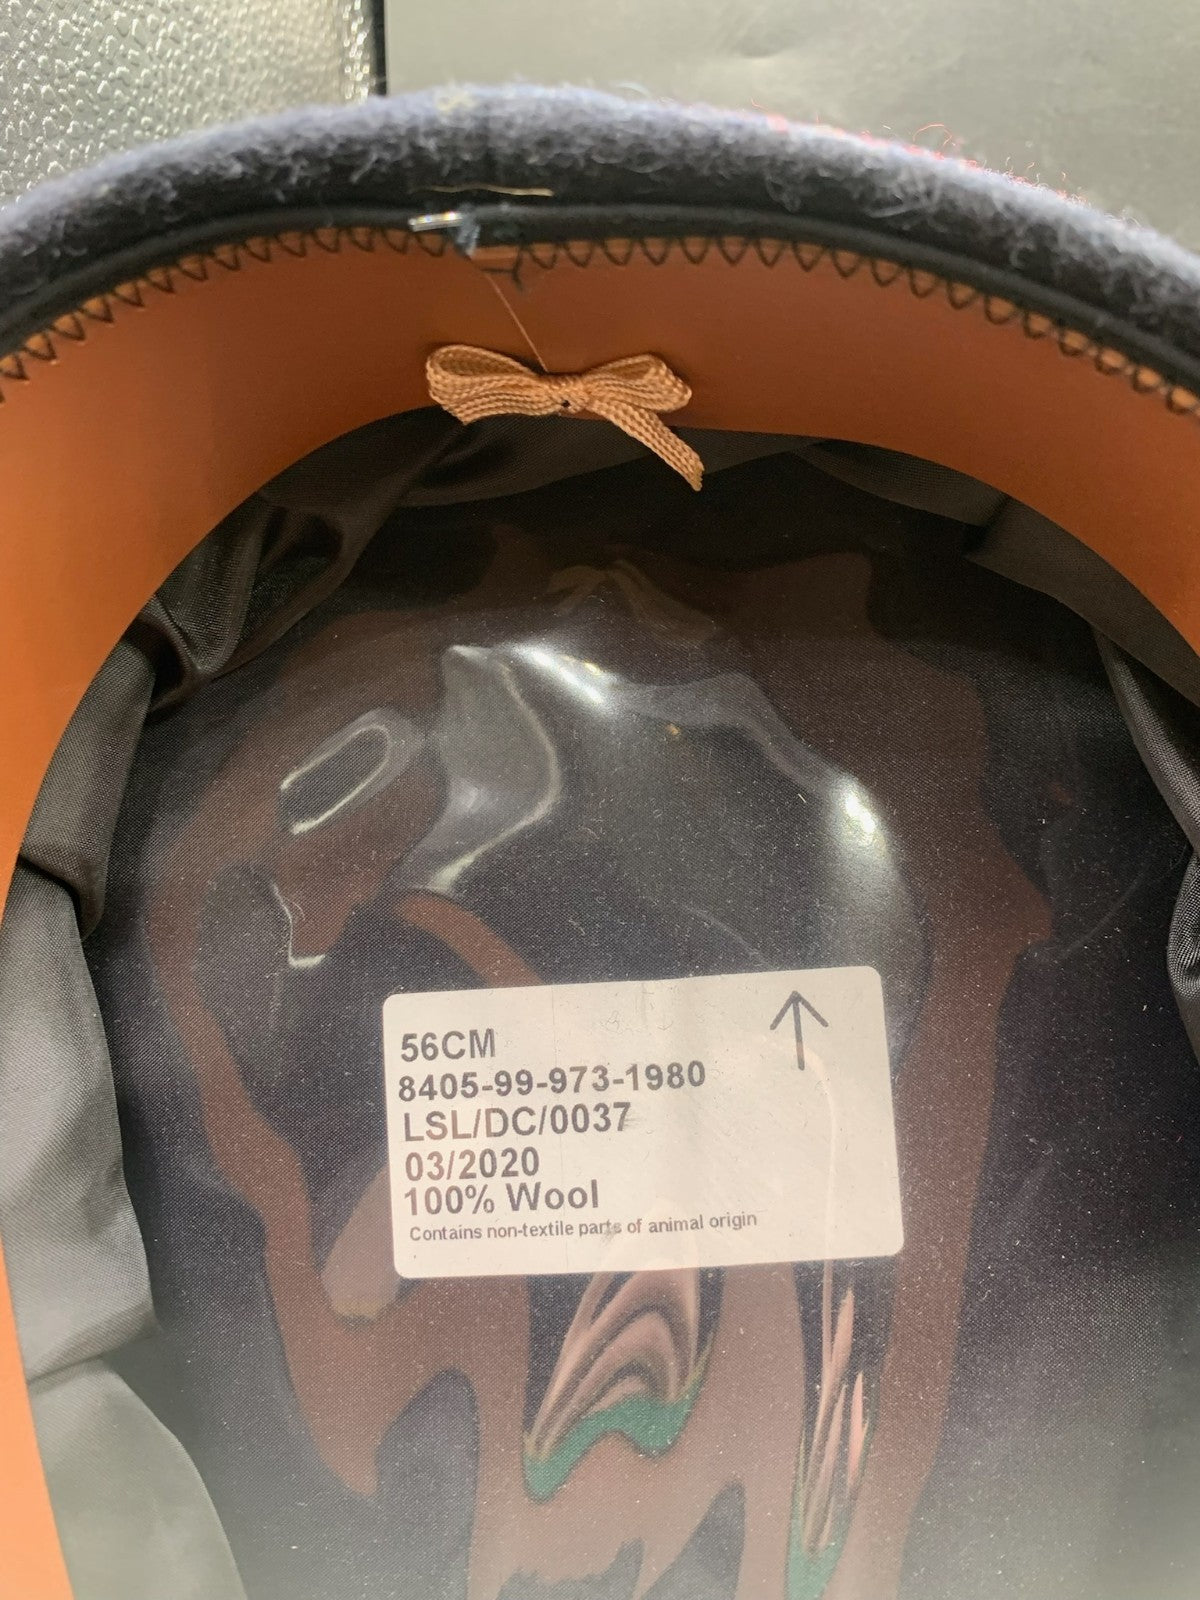 56CM
8405-99-973-1980
LSL/DC/0037
03/2020
100% Wool
Contains non-textile parts of animal origin